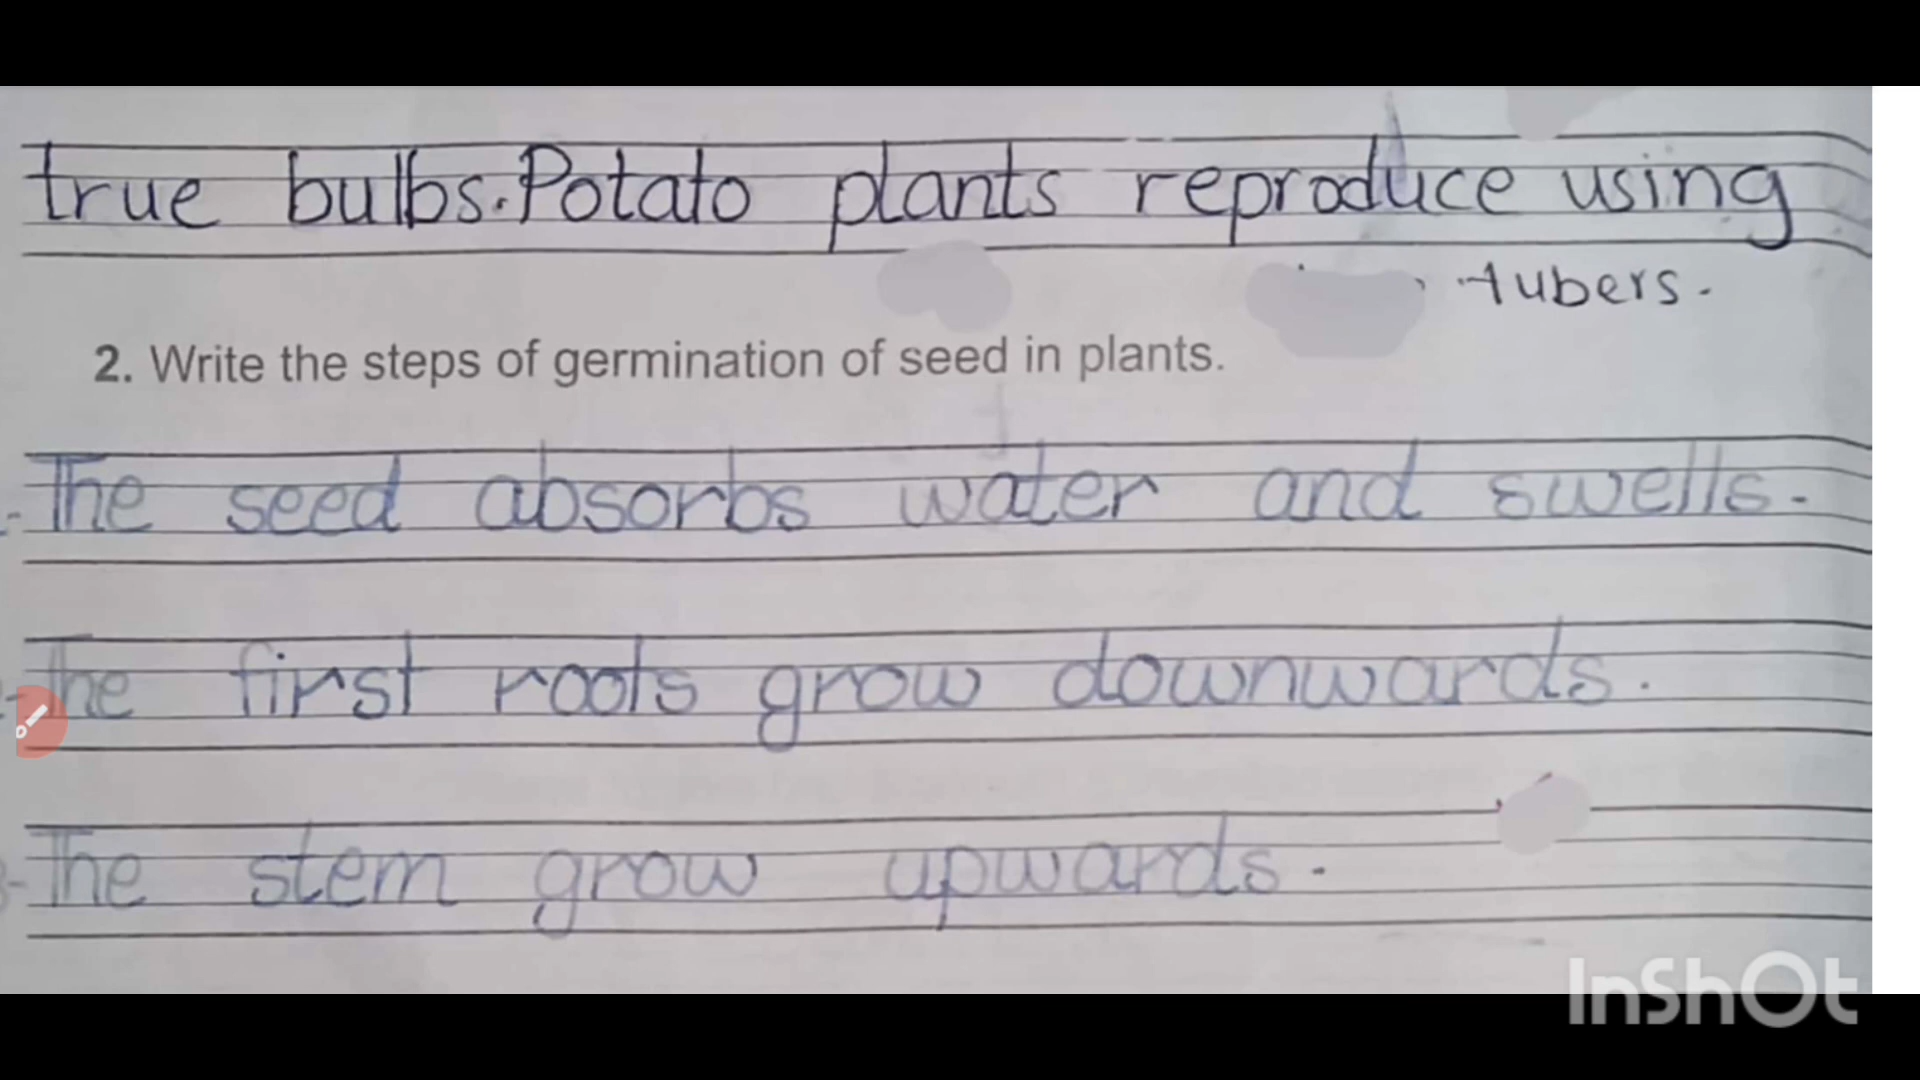 true bulbs. Potato plants reproduce using
tubers.
2. Write the steps of germination of seed in plants.
The seed absorbs water and swells.
The first roots grow downwards.
3- The stem grow upwards.
InShOt